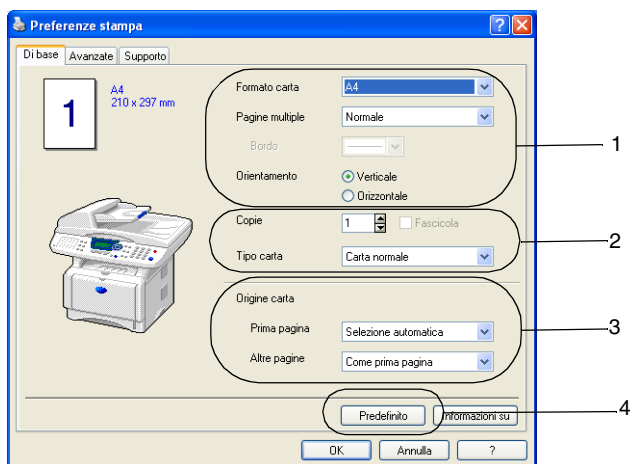 Preferenze stampa
Di base Avanzate Supporto
1
A4
210 x 297 mm
Formato carta A4
Pagine multiple Normale
Bordo
Orientamento Verticale
Orizzontale
1
Copie 1 Fascicola
2
Tipo carta Carta normale
Origine carta
Prima pagina Selezione automatica
3
Altre pagine Come prima pagina
Predefinito Informazioni su
4
OK Annulla ?